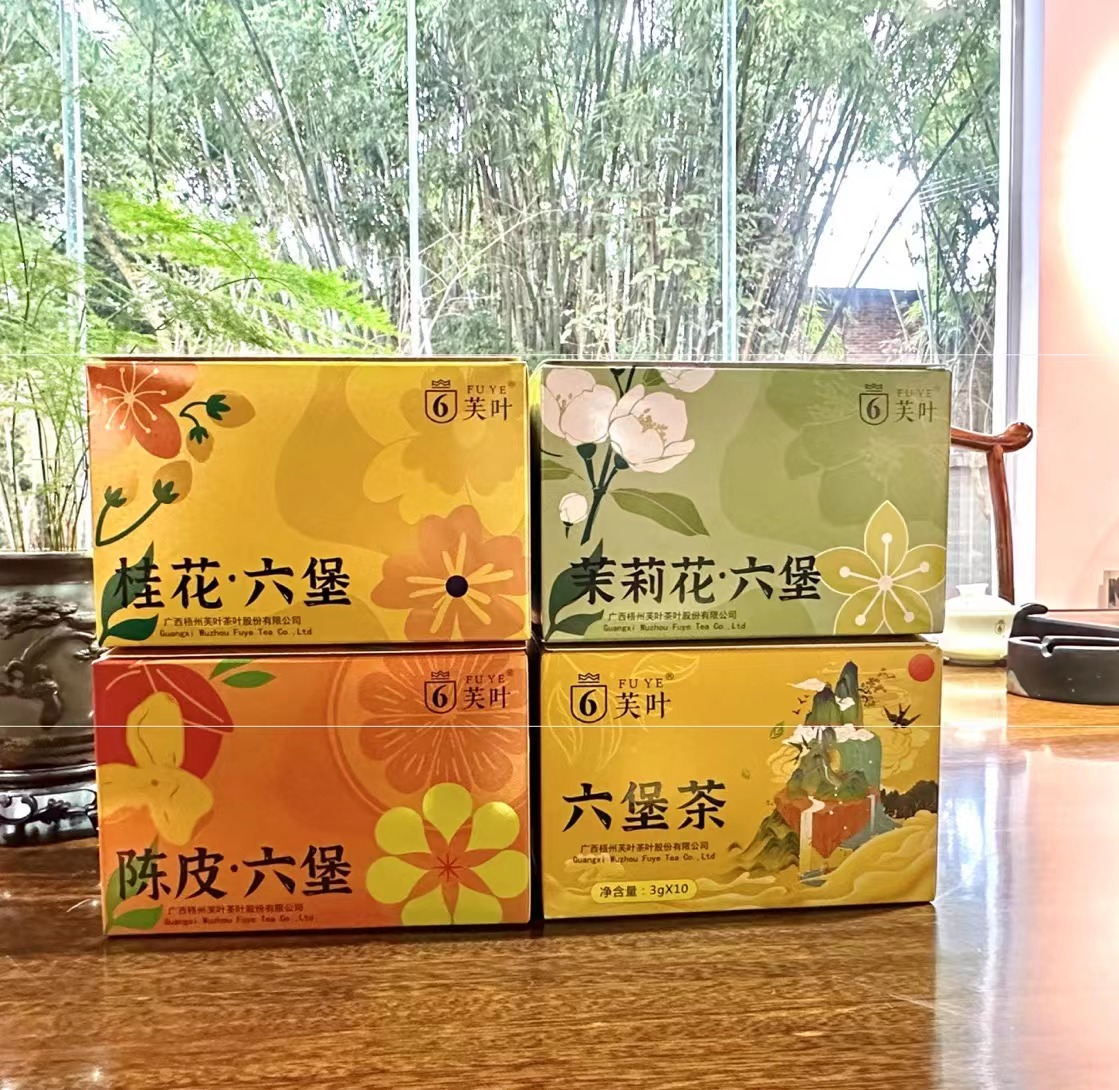 FU YE®
6 芙叶
桂花·六堡
广西梧州芙叶茶叶股份有限公司
Guangxi Wuzhou Fuye Tea Co.,Ltd
FU YE®
6 芙叶
茉莉花·六堡
广西梧州芙叶茶叶股份有限公司
Guangxi Wuzhou Fuye Tea Co.,Ltd
FU YE®
6 芙叶
陈皮·六堡
广西梧州芙叶茶叶股份有限公司
Guangxi Wuzhou Fuye Tea Co.,Ltd
FU YE®
6 芙叶
六堡茶
广西梧州芙叶茶叶股份有限公司
Guangxi Wuzhou Fuye Tea Co.,Ltd
净含量：3gX10